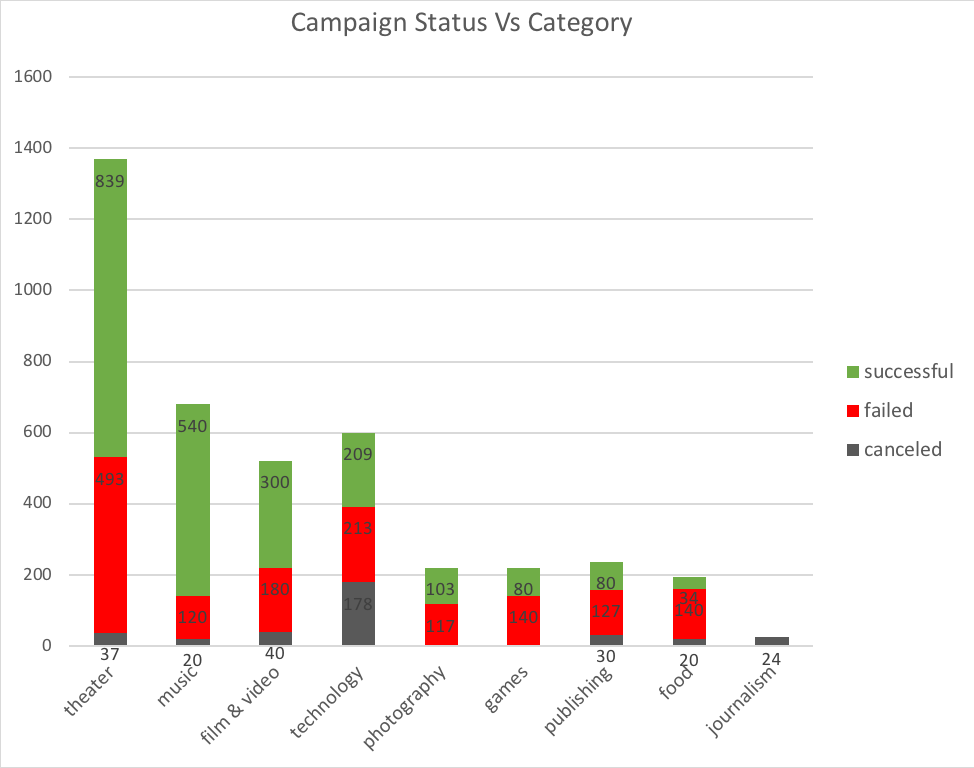 Campaign Status Vs Category
1600
1400
1200
1000
800
600
400
200
0
839
493
37
540
120
20
300
180
40
209
213
178
103
117
80
140
80
127
30
34
140
20
24
theater
music
film & video
technology
photography
games
publishing
food
journalism
successful
failed
canceled